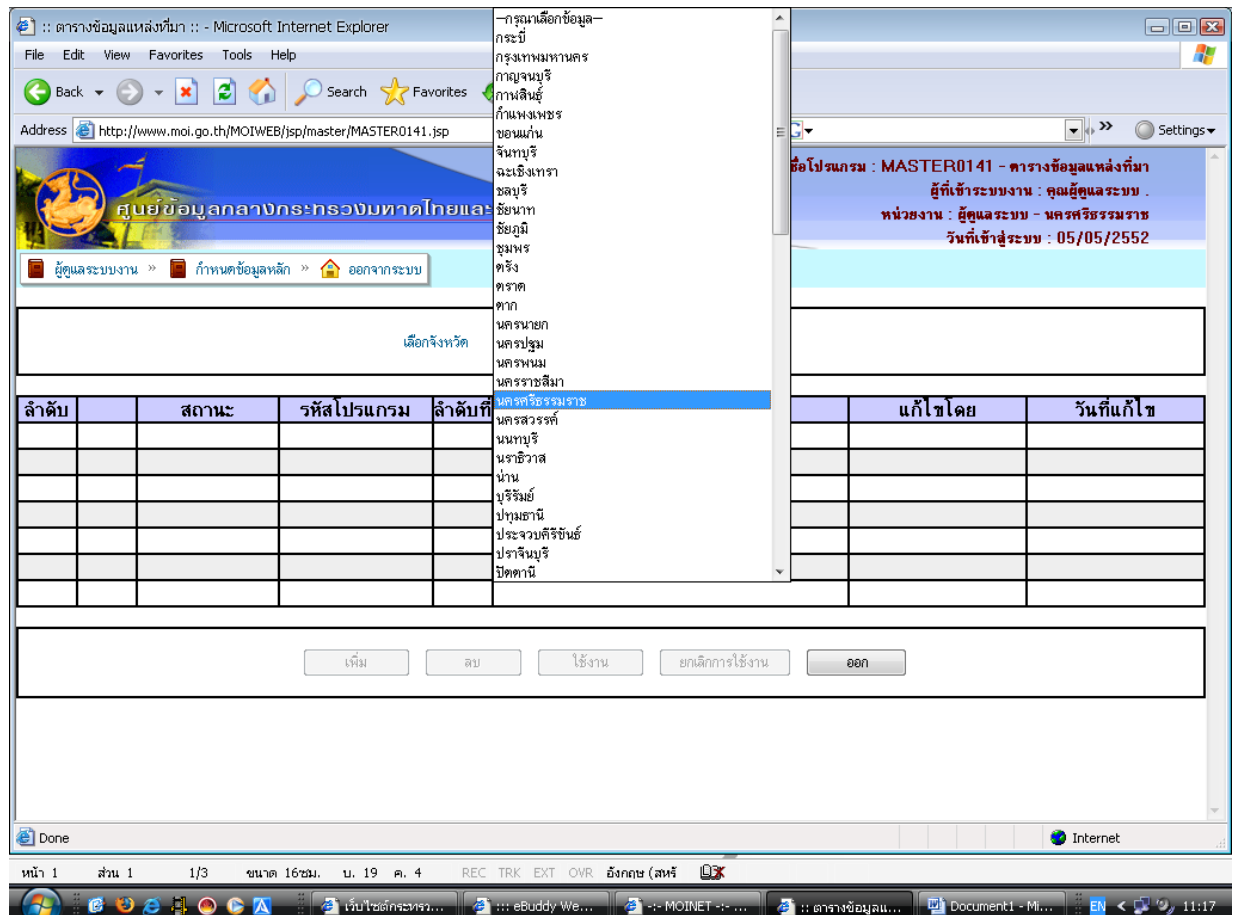 :: ตารางข้อมูลแหล่งที่มา :: - Microsoft Internet Explorer
File Edit View Favorites Tools Help
Back Search Favorites
Address http://www.moi.go.th/MOIWEB/jsp/master/MASTER0141.jsp Settings
ศูนย์ข้อมูลกลางกระทรวงมหาดไทยและ
ชื่อโปรแกรม : MASTER0141 - ตารางข้อมูลแหล่งที่มา
ผู้ที่เข้าระบบงาน : คุณผู้ดูแลระบบ .
หน่วยงาน : ผู้ดูแลระบบ - นครศรีธรรมราช
วันที่เข้าสู่ระบบ : 05/05/2552
ผู้ดูแลระบบงาน » กำหนดข้อมูลหลัก » ออกจากระบบ
เลือกจังหวัด
--กรุณาเลือกข้อมูล--
กระบี่
กรุงเทพมหานคร
กาญจนบุรี
กาฬสินธุ์
กำแพงเพชร
ขอนแก่น
จันทบุรี
ฉะเชิงเทรา
ชลบุรี
ชัยนาท
ชัยภูมิ
ชุมพร
ตรัง
ตราด
ตาก
นครนายก
นครปฐม
นครพนม
นครราชสีมา
นครศรีธรรมราช
นครสวรรค์
นนทบุรี
นราธิวาส
น่าน
บุรีรัมย์
ปทุมธานี
ประจวบคีรีขันธ์
ปราจีนบุรี
ปัตตานี
ลำดับ สถานะ รหัสโปรแกรม ลำดับที่ แก้ไขโดย วันที่แก้ไข
เพิ่ม ลบ ใช้งาน ยกเลิกการใช้งาน ออก
Done Internet
หน้า 1 ส่วน 1 1/3 ขนาด 16ซม. บ. 19 ค. 4 REC TRK EXT OVR อังกฤษ (สหรั
เว็บไซต์กระทรว... ::: eBuddy We... -:- MOINET -:- ... :: ตารางข้อมูลแ... Document1 - Mi... EN 11:17